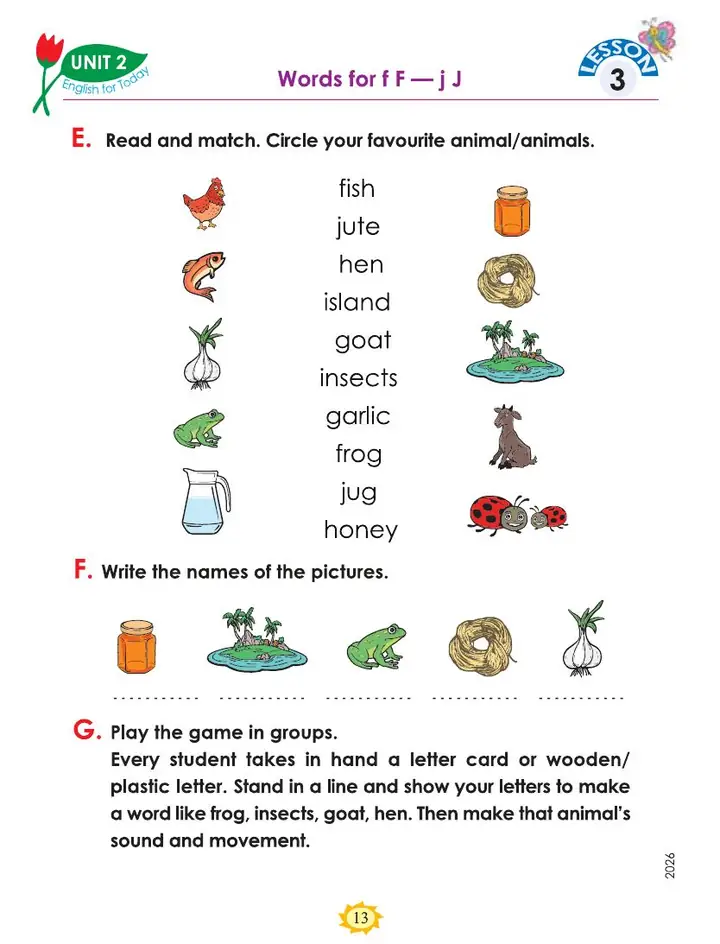 UNIT 2
English for Today
Words for f F — j J
LESSON
3
E. Read and match. Circle your favourite animal/animals.
fish
jute
hen
island
goat
insects
garlic
frog
jug
honey
F. Write the names of the pictures.
G. Play the game in groups.
Every student takes in hand a letter card or wooden/
plastic letter. Stand in a line and show your letters to make
a word like frog, insects, goat, hen. Then make that animal's
sound and movement.
2026
13